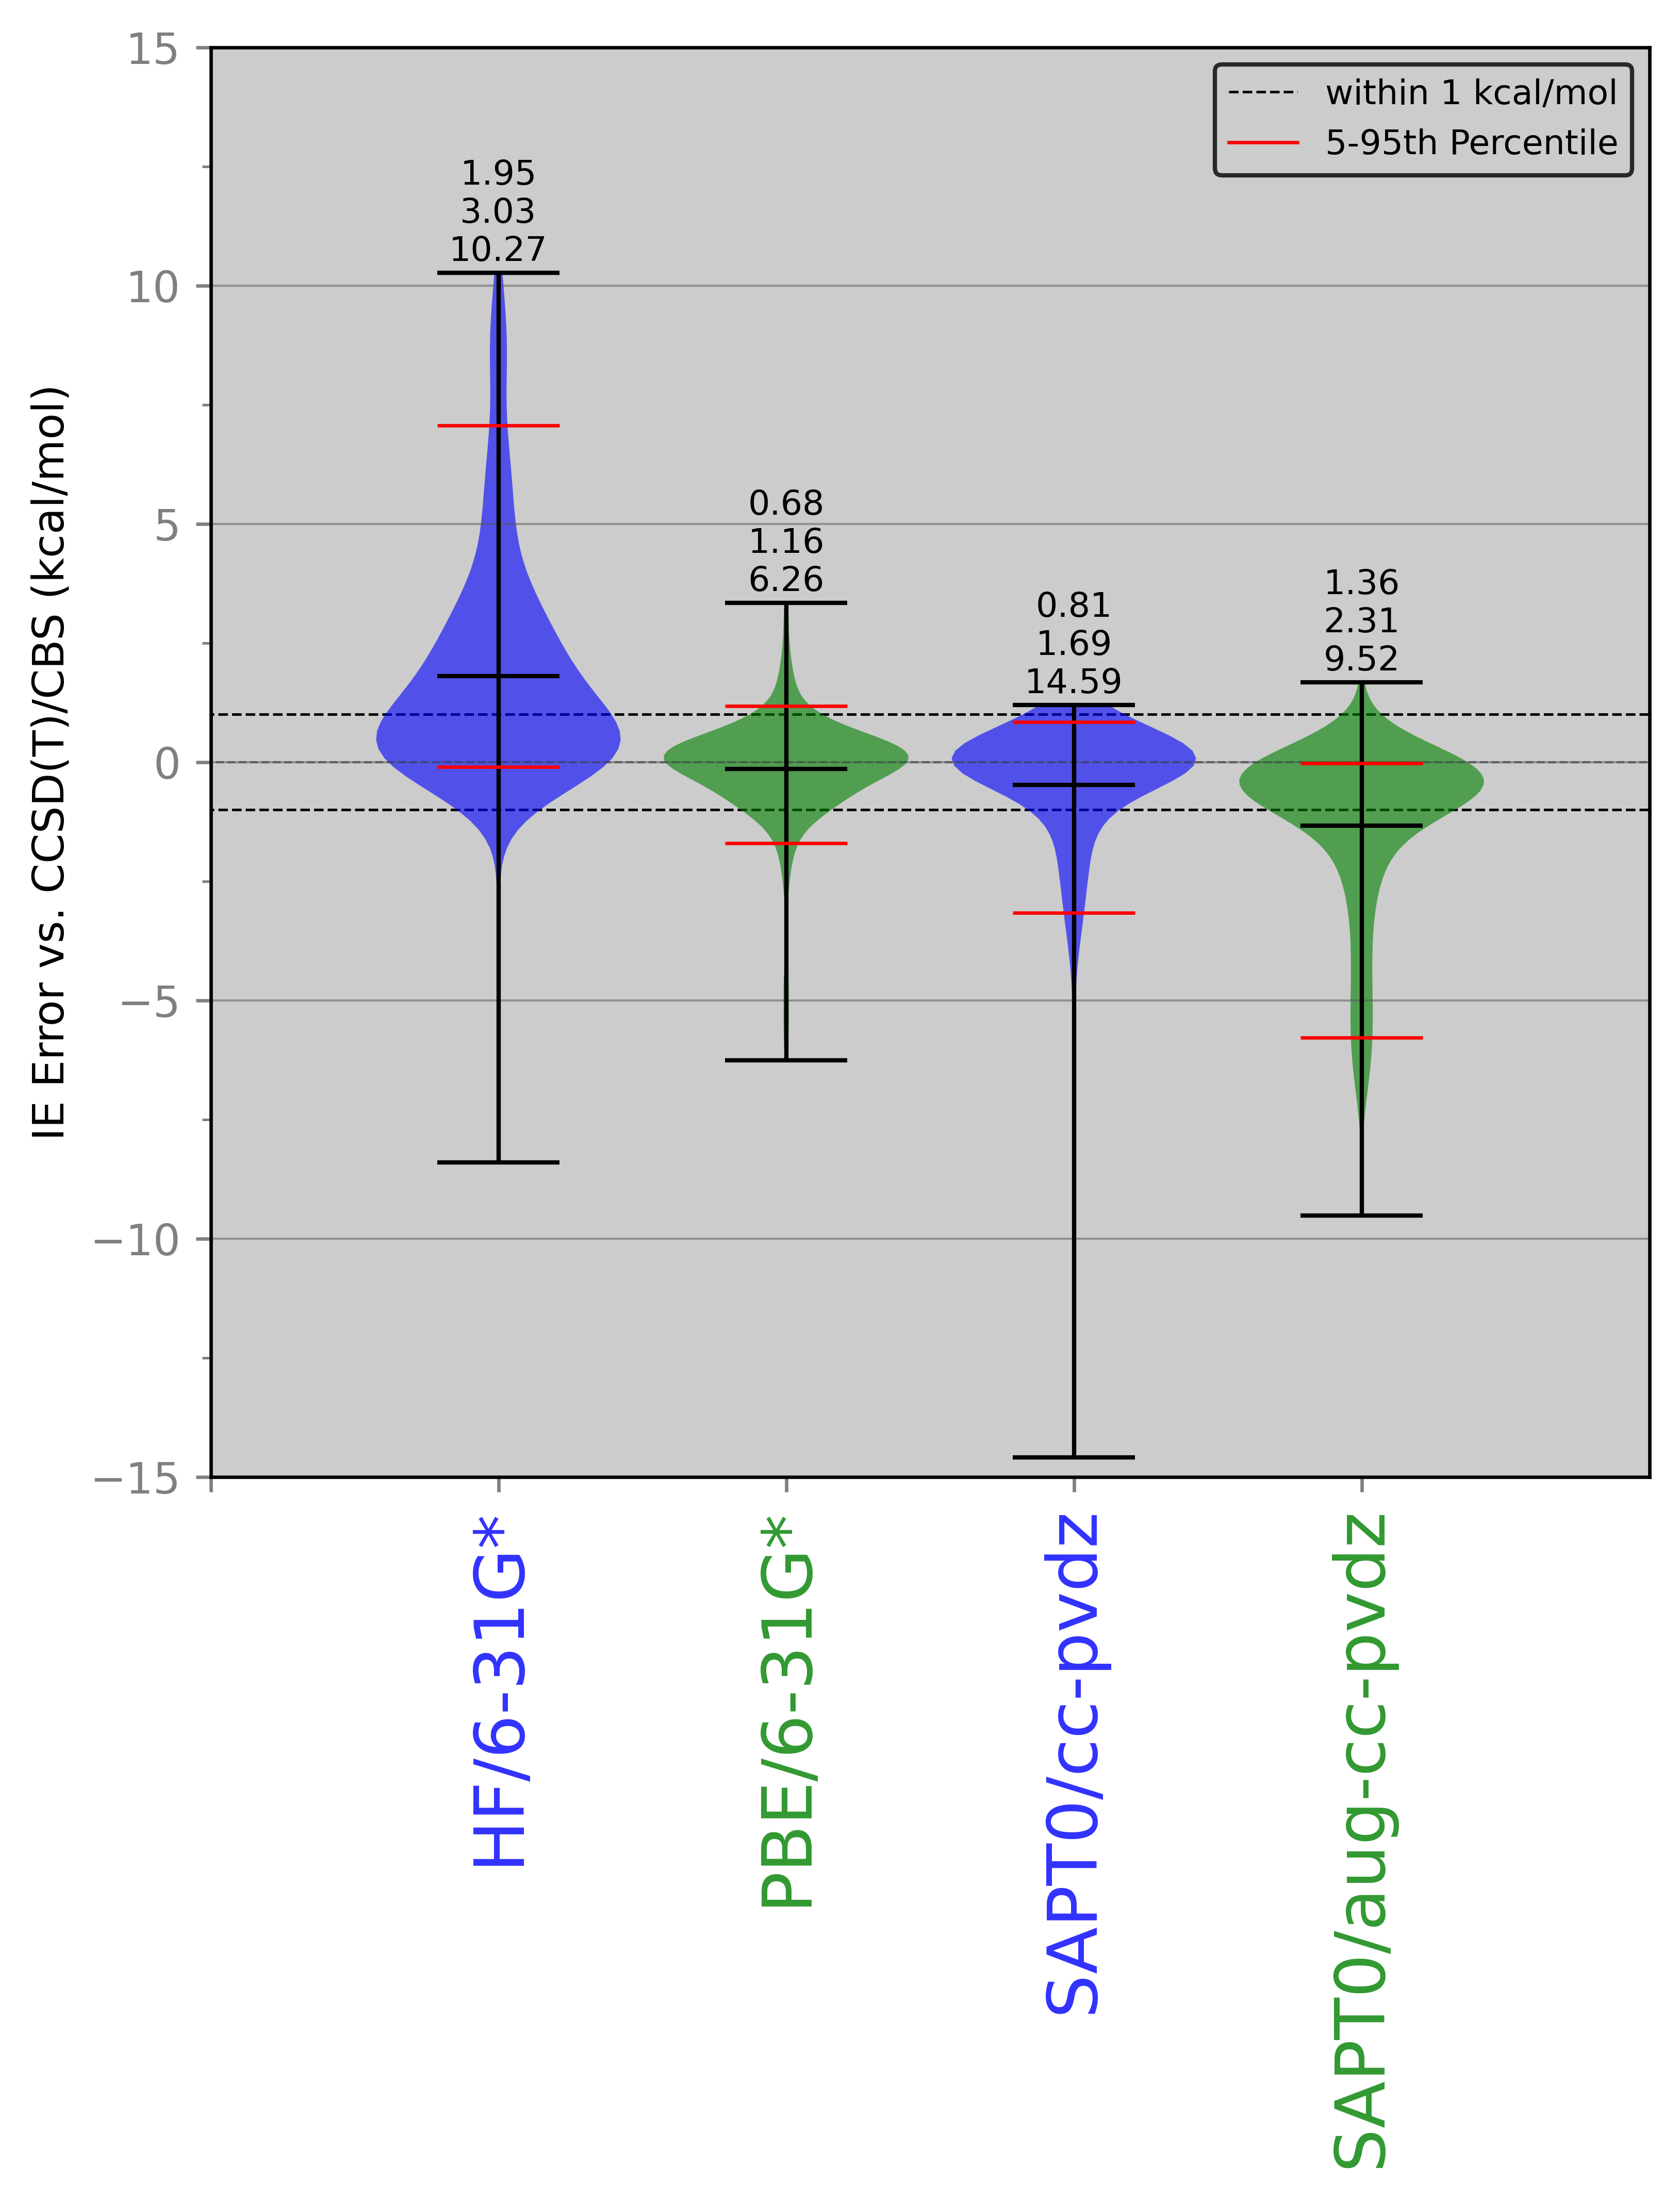 15
10
5
0
−5
−10
−15
IE Error vs. CCSD(T)/CBS (kcal/mol)
within 1 kcal/mol
5-95th Percentile
1.95
3.03
10.27
0.68
1.16
6.26
0.81
1.69
14.59
1.36
2.31
9.52
HF/6-31G*
PBE/6-31G*
SAPT0/cc-pvdz
SAPT0/aug-cc-pvdz